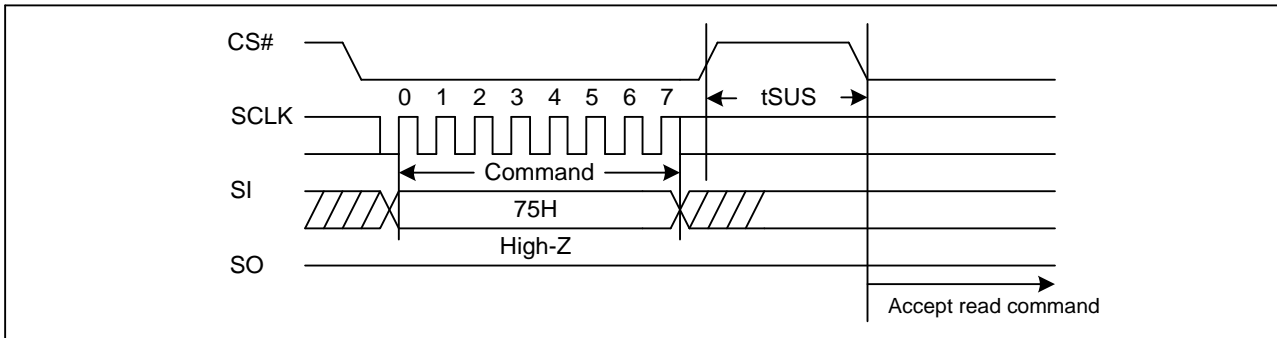 CS#
tSUS
0 1 2 3 4 5 6 7
SCLK
Command
SI
75H
High-Z
SO
Accept read command